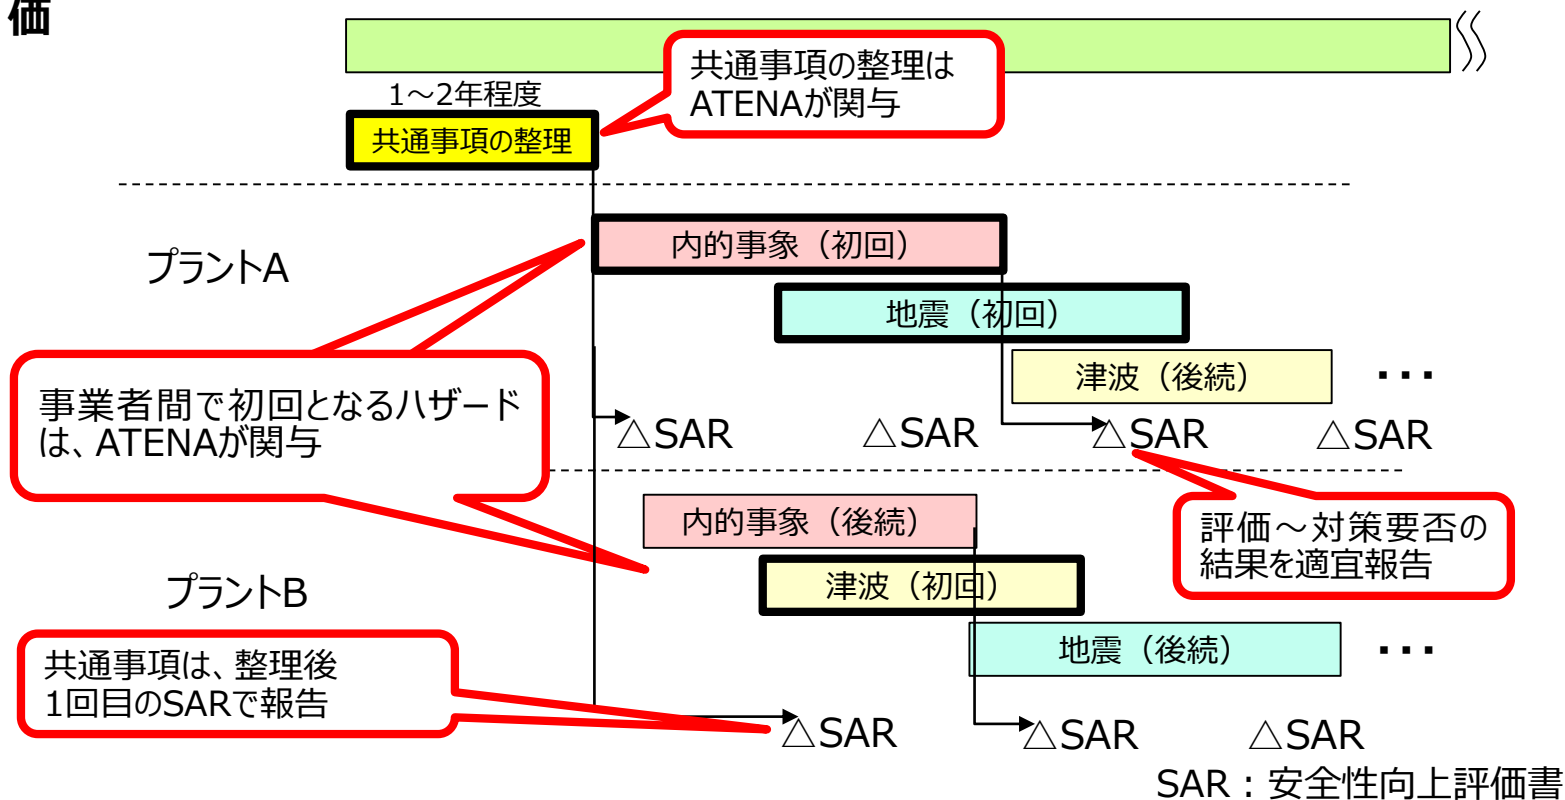 価
共通事項の整理は
ATENAが関与
1～2年程度
共通事項の整理
プラントA
内的事象（初回）
地震（初回）
津波（後続）
・・・
事業者間で初回となるハザード
は、ATENAが関与
△SAR
△SAR
△SAR
△SAR
内的事象（後続）
評価～対策要否の
結果を適宜報告
プラントB
津波（初回）
地震（後続）
・・・
共通事項は、整理後
1回目のSARで報告
△SAR
△SAR
△SAR
SAR：安全性向上評価書